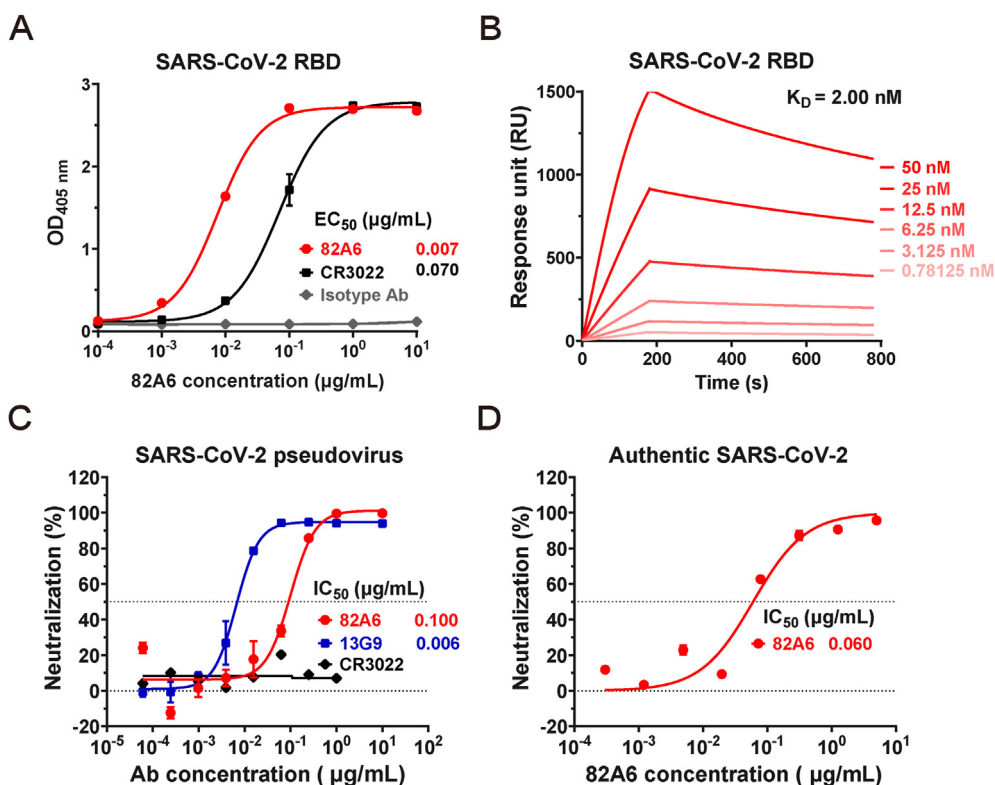 A
SARS-CoV-2 RBD
3
2
1
0
OD405 nm
EC50 (μg/mL)
82A6 0.007
CR3022 0.070
Isotype Ab
10⁻⁴ 10⁻³ 10⁻² 10⁻¹ 10⁰ 10¹
82A6 concentration (μg/mL)
B
SARS-CoV-2 RBD
KD = 2.00 nM
1500
1000
500
0
Response unit (RU)
50 nM
25 nM
12.5 nM
6.25 nM
3.125 nM
0.78125 nM
0 200 400 600 800
Time (s)
C
SARS-CoV-2 pseudovirus
120
100
80
60
40
20
0
-20
Neutralization (%)
IC50 (μg/mL)
82A6 0.100
13G9 0.006
CR3022
10⁻⁵ 10⁻⁴ 10⁻³ 10⁻² 10⁻¹ 10⁰ 10¹ 10²
Ab concentration ( μg/mL)
D
Authentic SARS-CoV-2
120
100
80
60
40
20
0
-20
Neutralization (%)
IC50 (μg/mL)
82A6 0.060
10⁻⁴ 10⁻³ 10⁻² 10⁻¹ 10⁰ 10¹
82A6 concentration ( μg/mL)